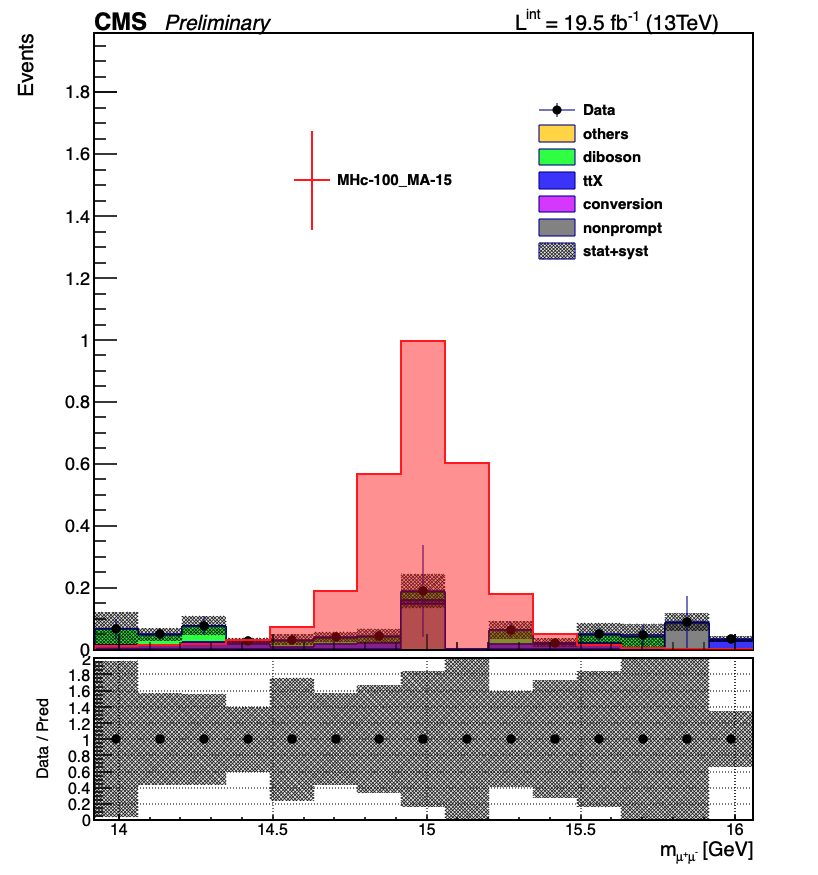 CMS Preliminary L^int = 19.5 fb^-1 (13TeV)
Events
1.8
1.6
1.4
1.2
1
0.8
0.6
0.4
0.2
0
MHc-100_MA-15
Data
others
diboson
ttX
conversion
nonprompt
stat+syst
Data / Pred
2
1.8
1.6
1.4
1.2
1
0.8
0.6
0.4
0.2
0
14 14.5 15 15.5 16
m_μ⁺μ⁻ [GeV]